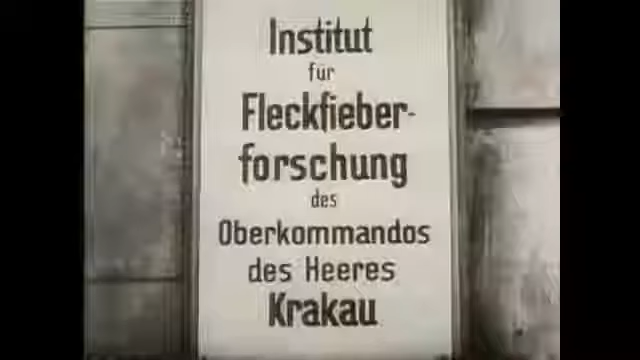 Institut
für
Fleckfieber-
forschung
des
Oberkommandos
des Heeres
Krakau